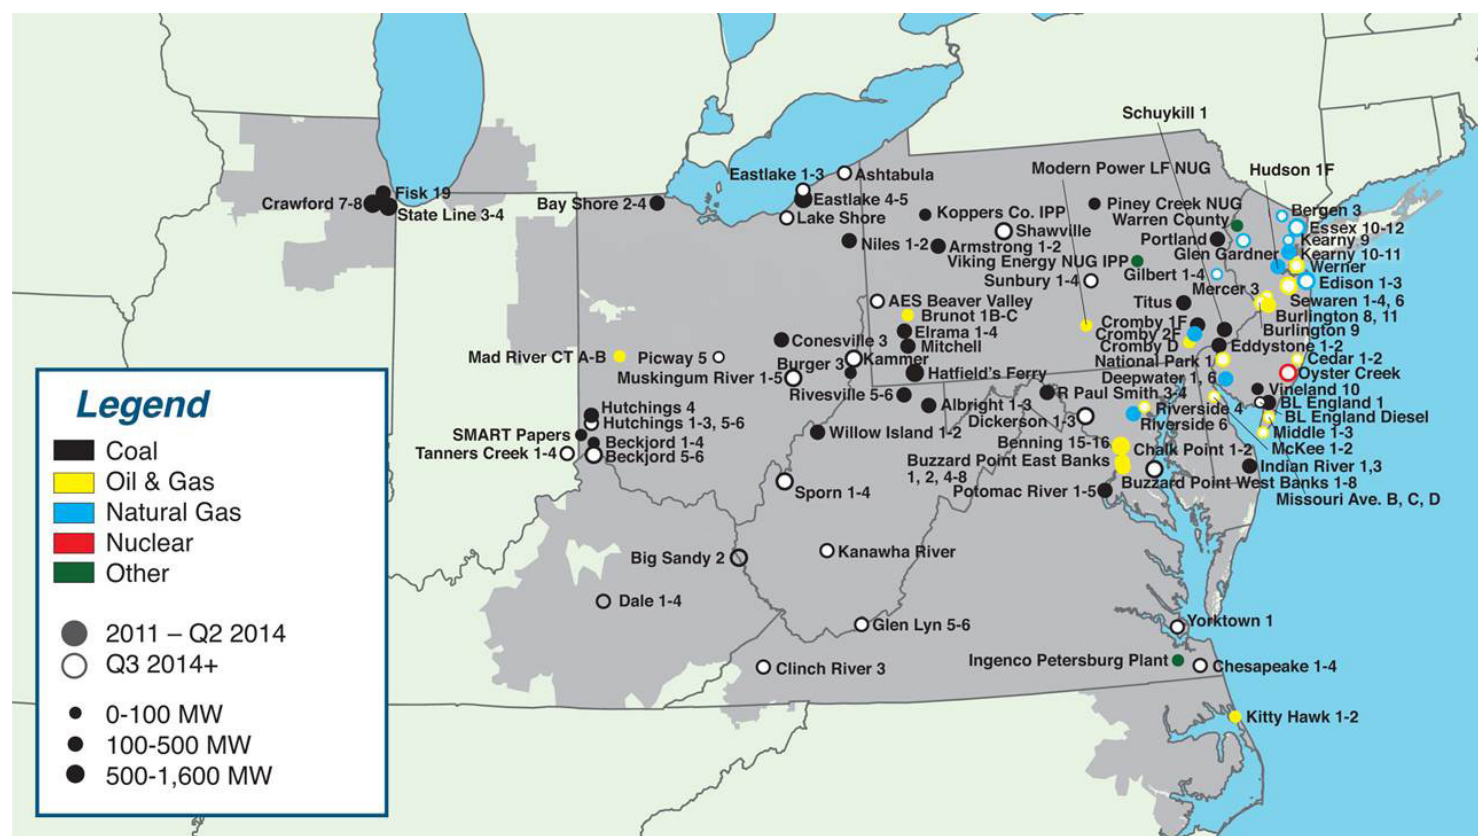 Schuykill 1
Modern Power LF NUG
Hudson 1F
Eastlake 1-3
Ashtabula
Fisk 19
Crawford 7-8
State Line 3-4
Bay Shore 2-4
Eastlake 4-5
Lake Shore
Koppers Co. IPP
Piney Creek NUG
Warren County
Bergen 3
Essex 10-12
Shawville
Portland
Kearny 9
Niles 1-2
Armstrong 1-2
Glen Gardner
Kearny 10-11
Viking Energy NUG IPP
Gilbert 1-4
Werner
Sunbury 1-4
Mercer 3
Edison 1-3
AES Beaver Valley
Titus
Sewaren 1-4, 6
Brunot 1B-C
Burlington 8, 11
Elrama 1-4
Cromby 1F
Burlington 9
Conesville 3
Mitchell
Cromby 2F
Cromby D
Eddystone 1-2
Mad River CT A-B
Picway 5
Burger 3
Kammer
National Park 1
Cedar 1-2
Muskingum River 1-5
Hatfield's Ferry
Deepwater 1, 6
Oyster Creek
Rivesville 5-6
R Paul Smith 3-4
Vineland 10
Albright 1-3
BL England 1
Hutchings 4
Riverside 4
BL England Diesel
Hutchings 1-3, 5-6
Dickerson 1-3
Riverside 6
Middle 1-3
SMART Papers
Beckjord 1-4
Willow Island 1-2
Benning 15-16
Chalk Point 1-2
McKee 1-2
Tanners Creek 1-4
Beckjord 5-6
Buzzard Point East Banks
1, 2, 4-8
Indian River 1,3
Sporn 1-4
Buzzard Point West Banks 1-8
Potomac River 1-5
Missouri Ave. B, C, D
Big Sandy 2
Kanawha River
Dale 1-4
Glen Lyn 5-6
Yorktown 1
Clinch River 3
Ingenco Petersburg Plant
Chesapeake 1-4
Kitty Hawk 1-2
Legend
Coal
Oil & Gas
Natural Gas
Nuclear
Other
2011 – Q2 2014
Q3 2014+
0-100 MW
100-500 MW
500-1,600 MW